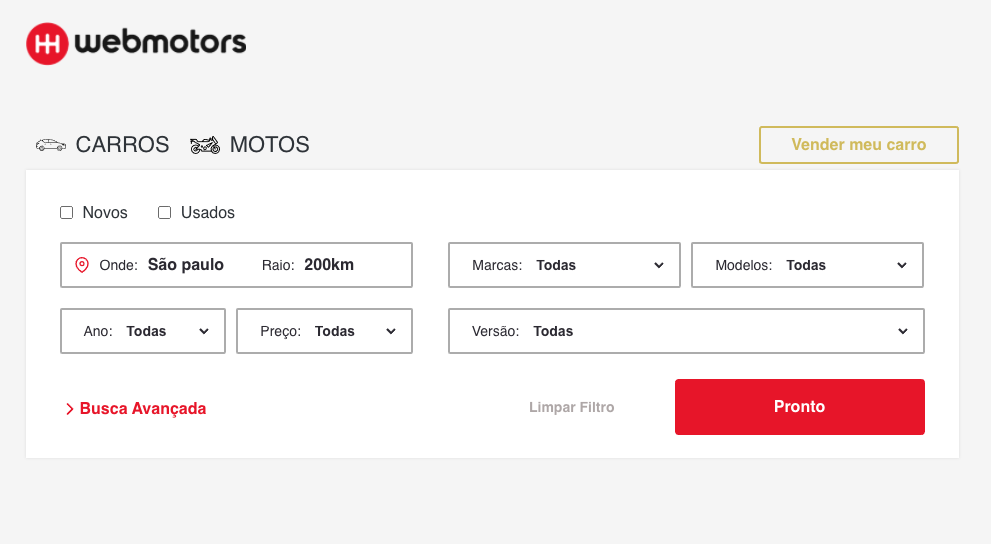 webmotors
CARROS MOTOS Vender meu carro
Novos Usados
Onde: São paulo Raio: 200km Marcas: Todas Modelos: Todas
Ano: Todas Preço: Todas Versão: Todas
Busca Avançada Limpar Filtro Pronto